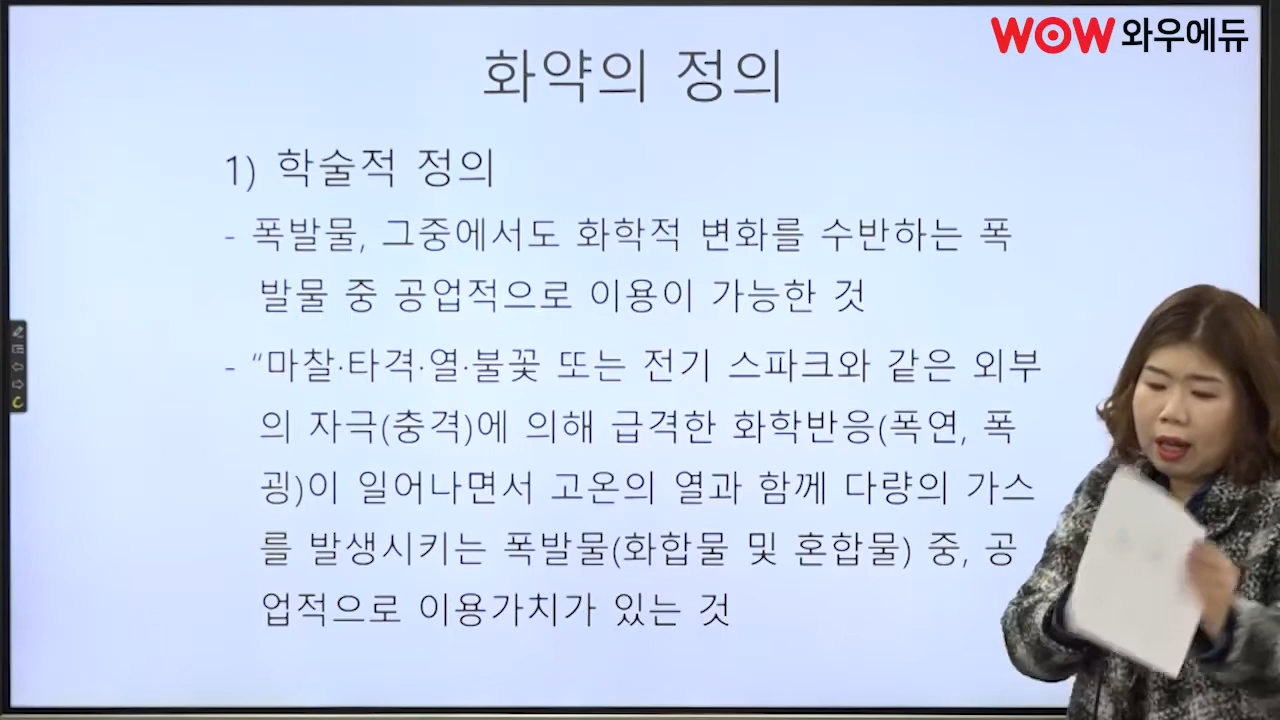 WOW 와우에듀
화약의 정의
1) 학술적 정의
- 폭발물, 그중에서도 화학적 변화를 수반하는 폭
발물 중 공업적으로 이용이 가능한 것
- “마찰·타격·열·불꽃 또는 전기 스파크와 같은 외부
의 자극(충격)에 의해 급격한 화학반응(폭연, 폭
굉)이 일어나면서 고온의 열과 함께 다량의 가스
를 발생시키는 폭발물(화합물 및 혼합물) 중, 공
업적으로 이용가치가 있는 것